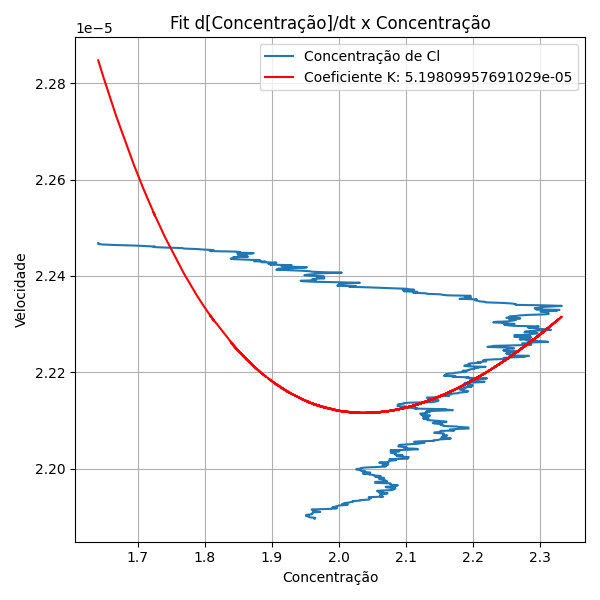 Fit d[Concentração]/dt x Concentração
1e−5
Concentração de Cl
Coeficiente K: 5.19809957691029e-05
2.28
2.26
2.24
2.22
2.20
Velocidade
1.7 1.8 1.9 2.0 2.1 2.2 2.3
Concentração